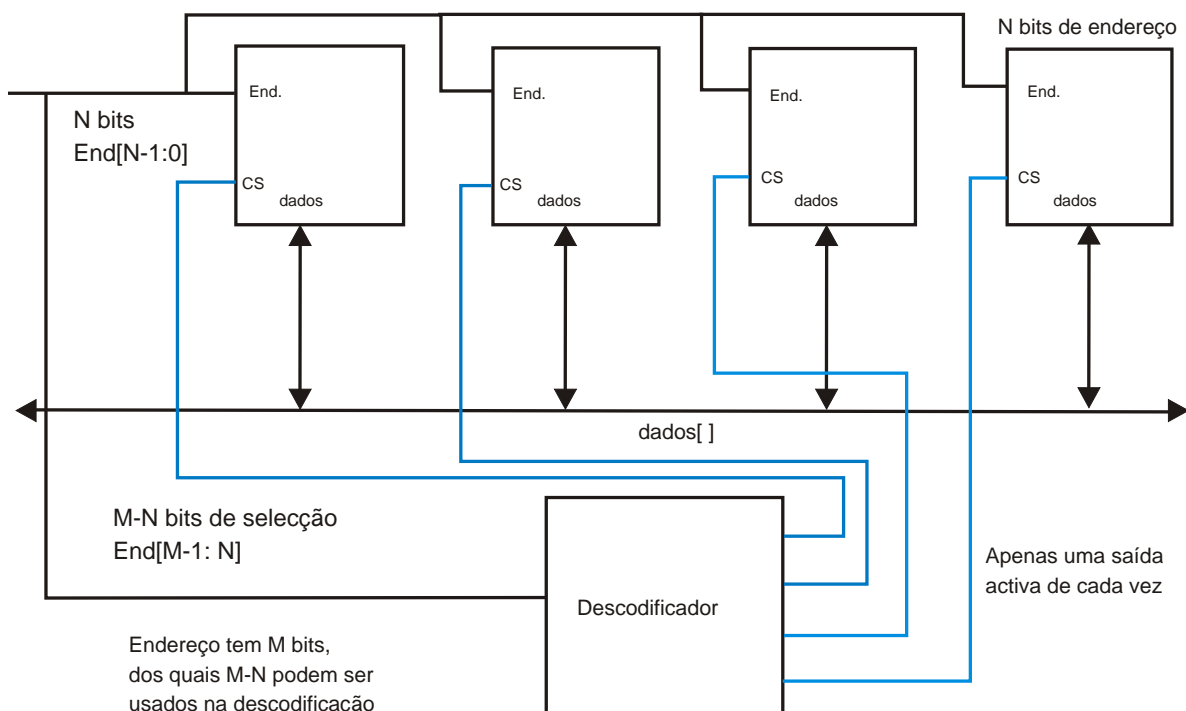 N bits de endereço
End.
End.
End.
End.
N bits
End[N-1:0]
CS
dados
CS
dados
CS
dados
CS
dados
dados[ ]
M-N bits de selecção
End[M-1: N]
Descodificador
Apenas uma saída
activa de cada vez
Endereço tem M bits,
dos quais M-N podem ser
usados na descodificação